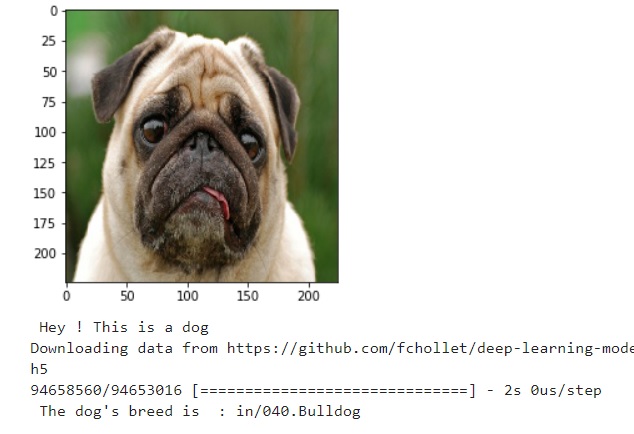 0
25
50
75
100
125
150
175
200
0 50 100 150 200
Hey ! This is a dog
Downloading data from https://github.com/fchollet/deep-learning-mode
h5
94658560/94653016 [==============================] - 2s 0us/step
The dog's breed is  : in/040.Bulldog